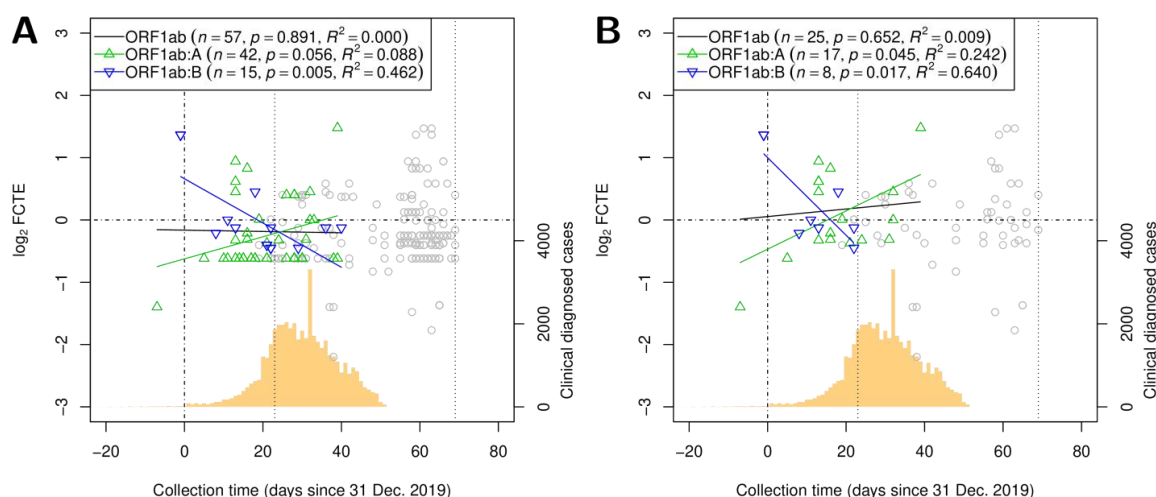 A
ORF1ab (n = 57, p = 0.891, R² = 0.000)
ORF1ab:A (n = 42, p = 0.056, R² = 0.088)
ORF1ab:B (n = 15, p = 0.005, R² = 0.462)
3
2
1
0
−1
−2
−3
log₂ FCTE
4000
2000
0
Clinical diagnosed cases
−20 0 20 40 60 80
Collection time (days since 31 Dec. 2019)
B
ORF1ab (n = 25, p = 0.652, R² = 0.009)
ORF1ab:A (n = 17, p = 0.045, R² = 0.242)
ORF1ab:B (n = 8, p = 0.017, R² = 0.640)
3
2
1
0
−1
−2
−3
log₂ FCTE
4000
2000
0
Clinical diagnosed cases
−20 0 20 40 60 80
Collection time (days since 31 Dec. 2019)